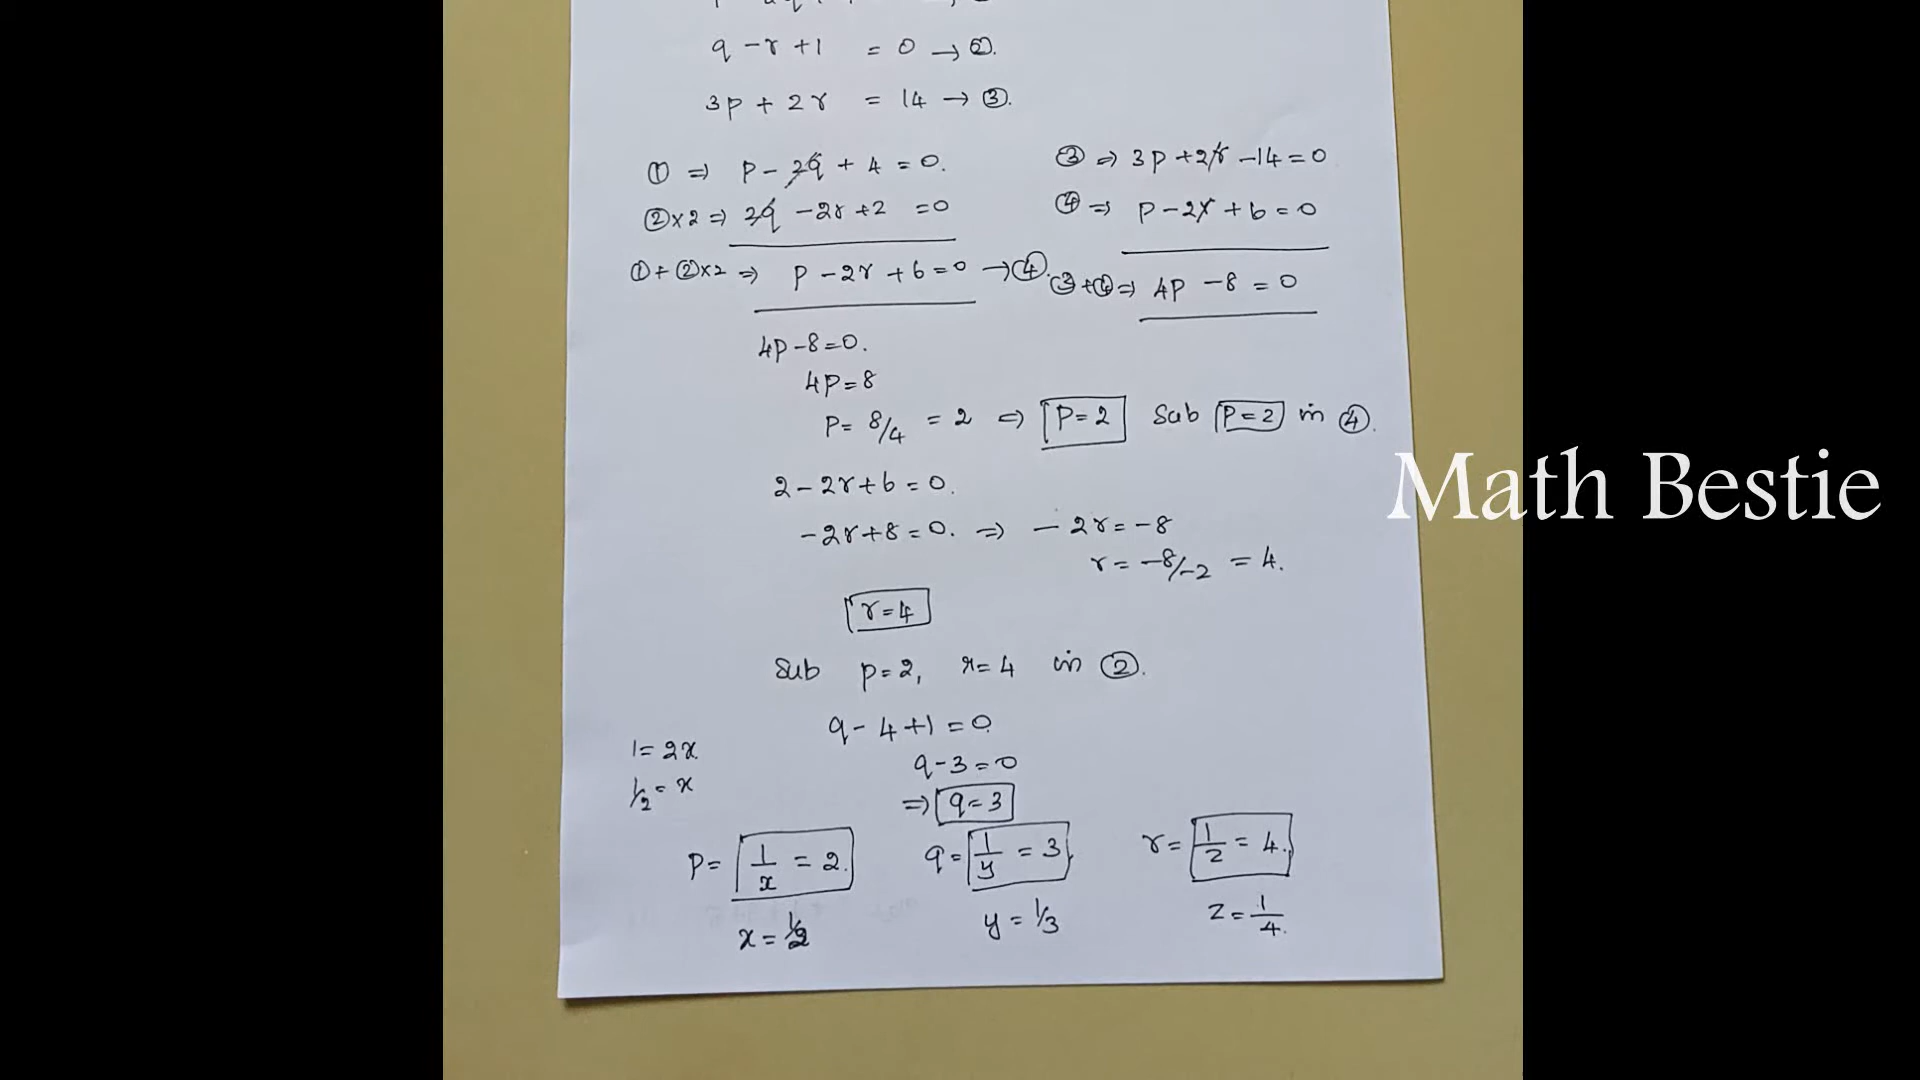 q - r + 1 = 0 → ②.
3p + 2r = 14 → ③.
① ⇒ p - 2q + 4 = 0.
②×2 ⇒ 2q - 2r + 2 = 0
① + ②×2 ⇒ p - 2r + 6 = 0 → ④.
③ ⇒ 3p + 2r - 14 = 0
④ ⇒ p - 2r + 6 = 0
③ + ④ ⇒ 4p - 8 = 0
4p - 8 = 0.
4p = 8
p = 8/4 = 2 ⇒ p = 2 Sub p = 2 in ④.
2 - 2r + 6 = 0.
-2r + 8 = 0. ⇒ -2r = -8
r = -8/-2 = 4.
r = 4
Sub p = 2, r = 4 in ②.
q - 4 + 1 = 0
q - 3 = 0
⇒ q = 3
1 = 2x
1/2 = x
p = 1/x = 2. q = 1/y = 3 r = 1/z = 4.
x = 1/2 y = 1/3 z = 1/4.
Math Bestie